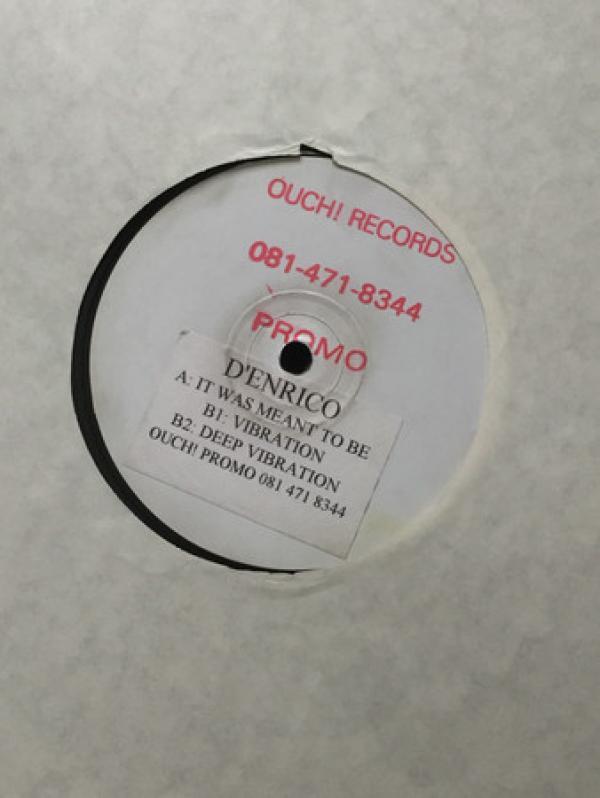 OUCH! RECORDS
081-471-8344
PROMO
D'ENRICO
A: IT WAS MEANT TO BE
B1: VIBRATION
B2: DEEP VIBRATION
OUCH! PROMO 081 471 8344